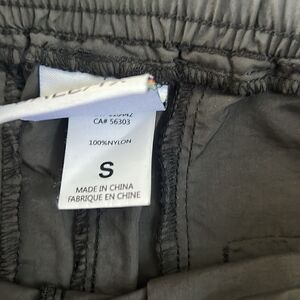 CA# 56303
100%NYLON
S
MADE IN CHINA
FABRIQUE EN CHINE